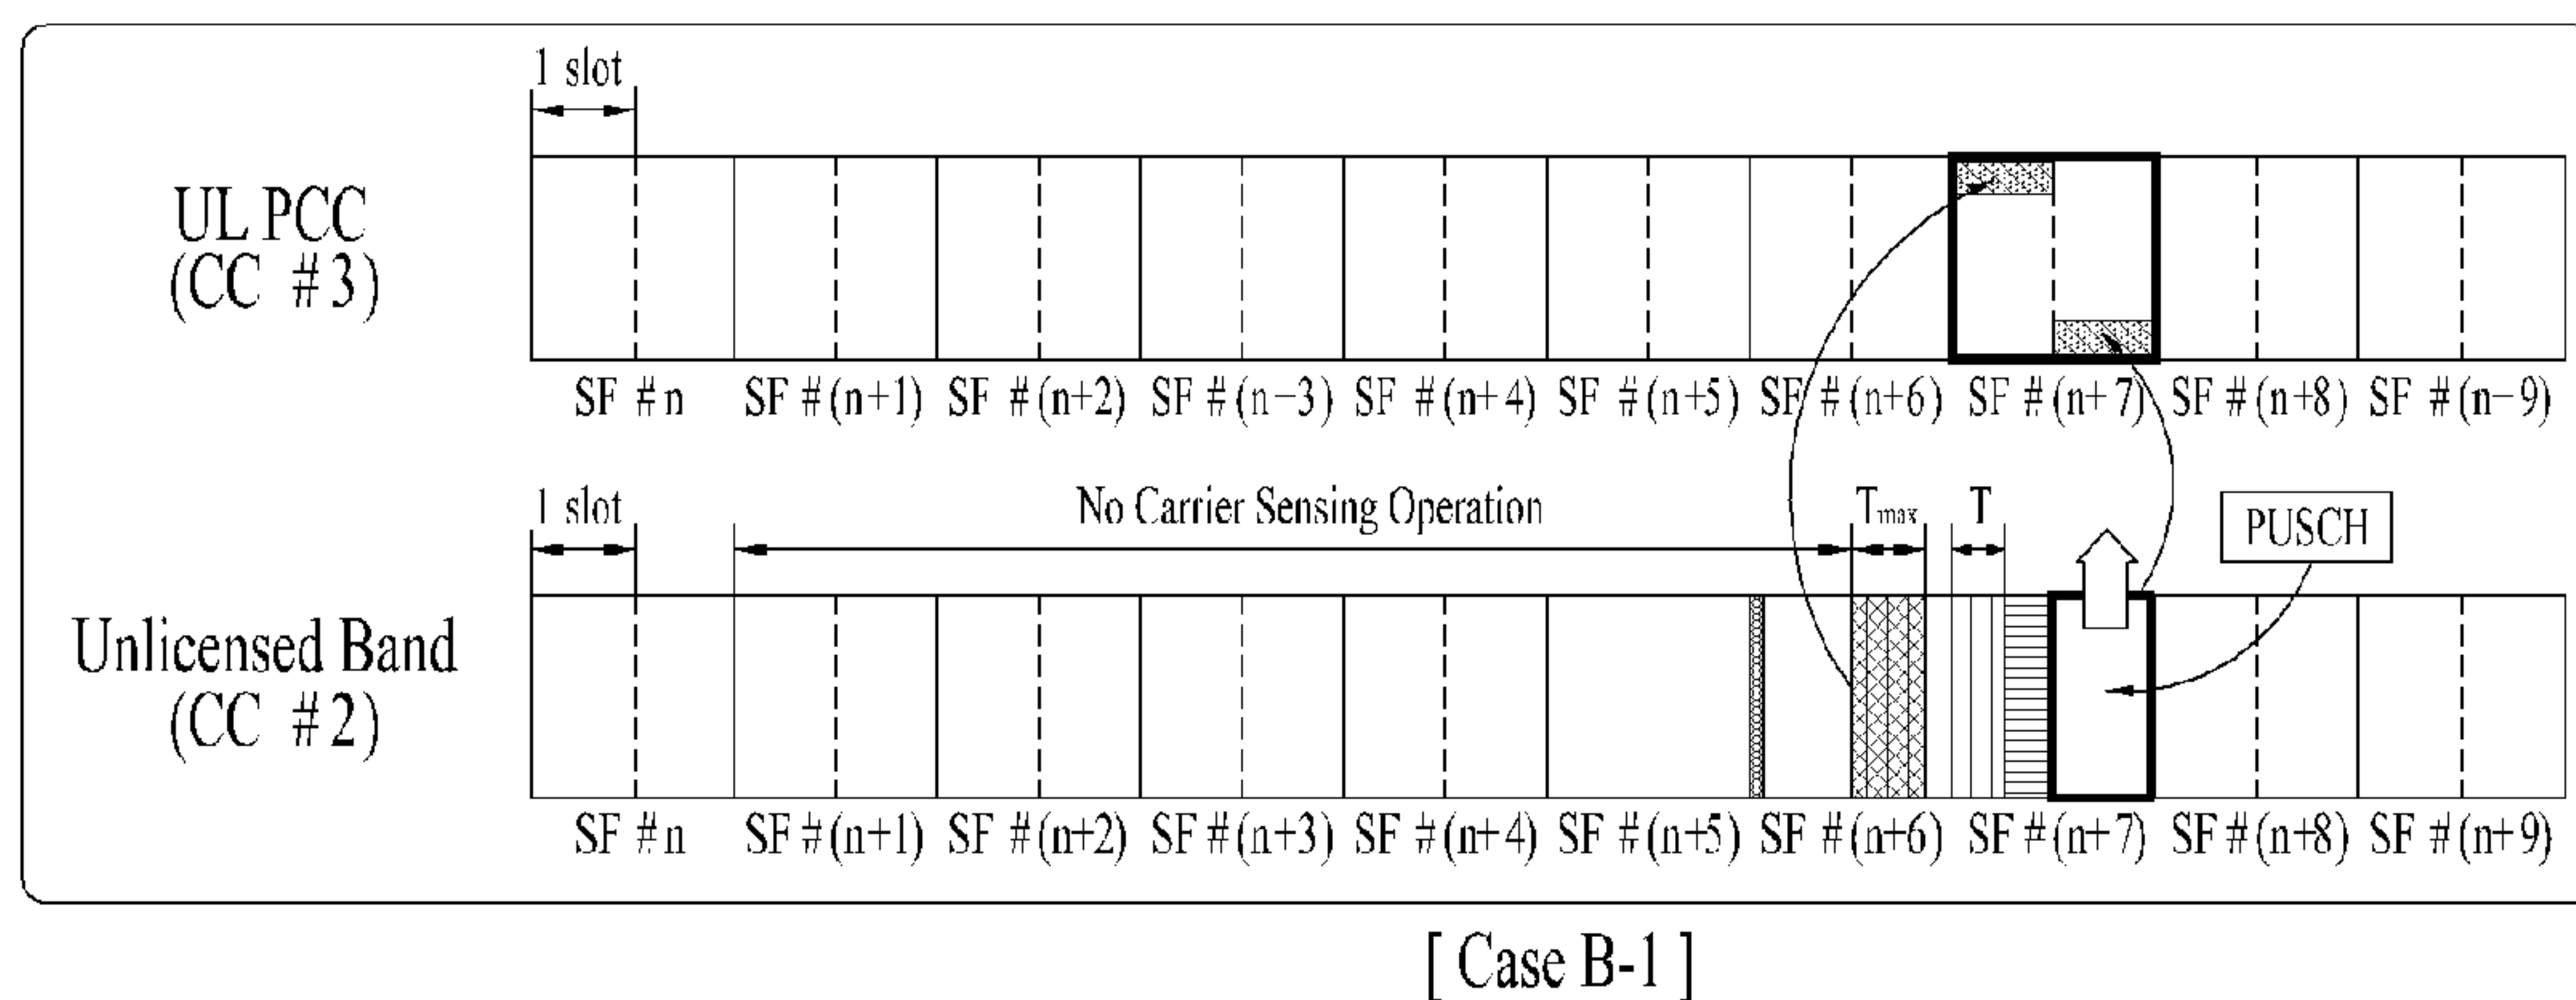 1 slot
UL PCC
(CC #3)
SF #n SF #(n+1) SF #(n+2) SF #(n−3) SF #(n+4) SF #(n+5) SF #(n+6) SF #(n+7) SF #(n+8) SF #(n−9)
1 slot No Carrier Sensing Operation Tmax T
PUSCH
Unlicensed Band
(CC #2)
SF #n SF #(n+1) SF #(n+2) SF #(n+3) SF #(n+4) SF #(n+5) SF #(n+6) SF #(n+7) SF #(n+8) SF #(n+9)
[ Case B-1 ]